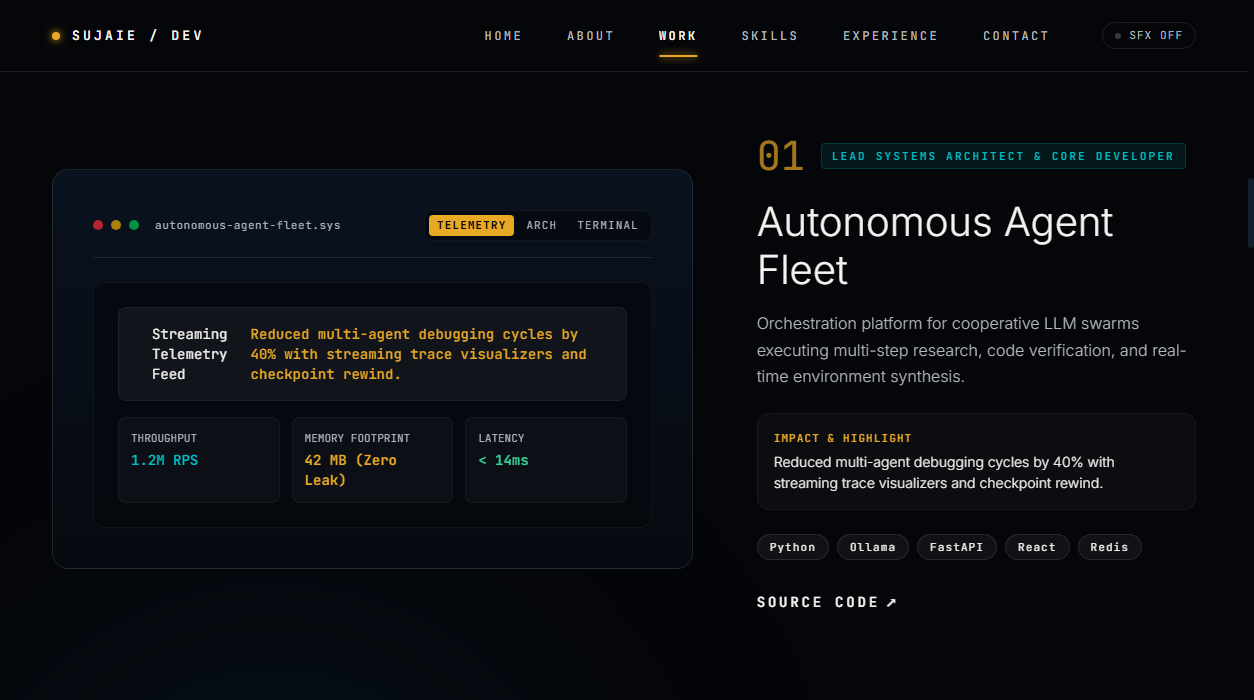 SUJAIE / DEV
HOME
ABOUT
WORK
SKILLS
EXPERIENCE
CONTACT
SFX OFF
autonomous-agent-fleet.sys
TELEMETRY
ARCH
TERMINAL
Streaming
Telemetry
Feed
Reduced multi-agent debugging cycles by
40% with streaming trace visualizers and
checkpoint rewind.
THROUGHPUT
1.2M RPS
MEMORY FOOTPRINT
42 MB (Zero
Leak)
LATENCY
< 14ms
01
LEAD SYSTEMS ARCHITECT & CORE DEVELOPER
Autonomous Agent
Fleet
Orchestration platform for cooperative LLM swarms
executing multi-step research, code verification, and real-
time environment synthesis.
IMPACT & HIGHLIGHT
Reduced multi-agent debugging cycles by 40% with
streaming trace visualizers and checkpoint rewind.
Python
Ollama
FastAPI
React
Redis
SOURCE CODE ↗